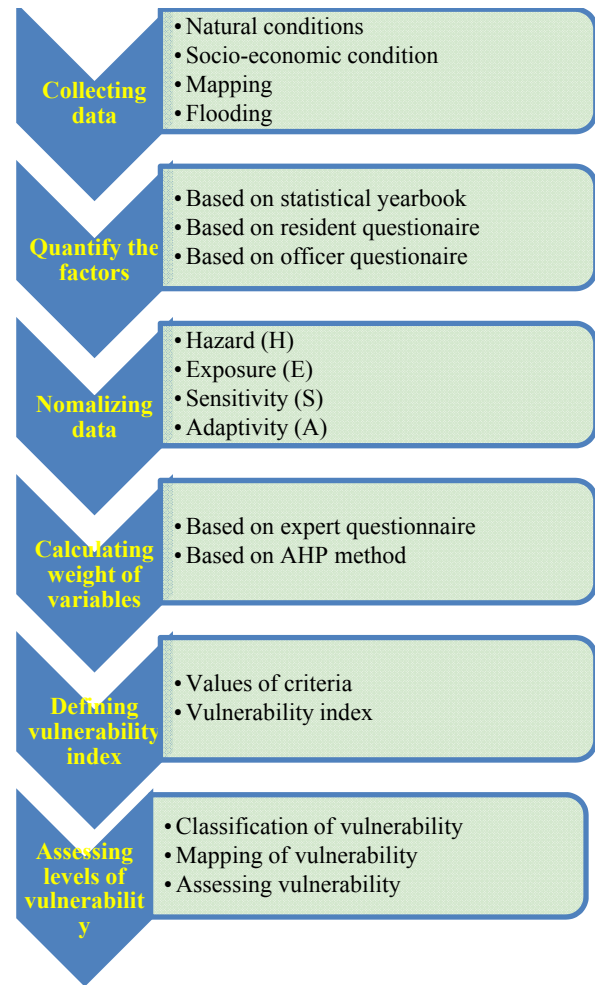 Collecting
data
• Natural conditions
• Socio-economic condition
• Mapping
• Flooding
Quantify the
factors
• Based on statistical yearbook
• Based on resident questionaire
• Based on officer questionaire
Nomalizing
data
• Hazard (H)
• Exposure (E)
• Sensitivity (S)
• Adaptivity (A)
Calculating
weight of
variables
• Based on expert questionnaire
• Based on AHP method
Defining
vulnerability
index
• Values of criteria
• Vulnerability index
Assessing
levels of
vulnerabilit
y
• Classification of vulnerability
• Mapping of vulnerability
• Assessing vulnerability